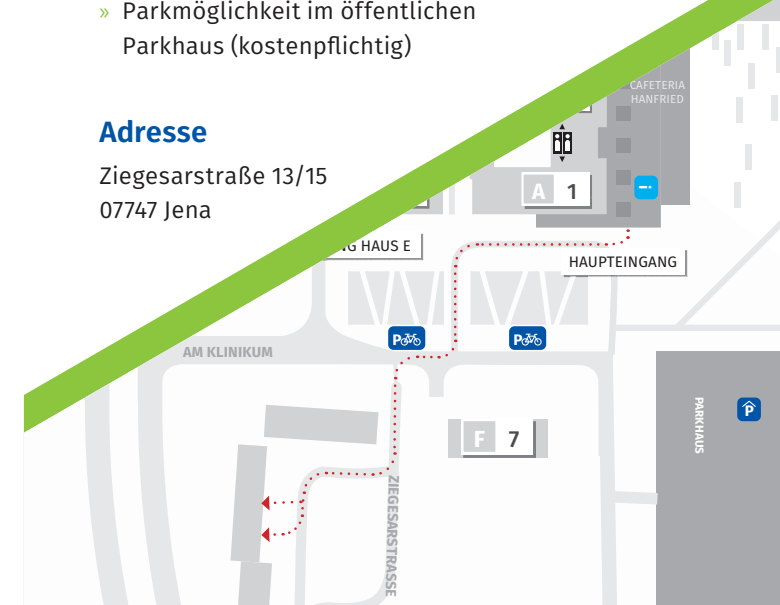 » Parkmöglichkeit im öffentlichen
Parkhaus (kostenpflichtig)
Adresse
Ziegesarstraße 13/15
07747 Jena
CAFETERIA
HANFRIED
A 1
HAUS E
HAUPTEINGANG
P
P
AM KLINIKUM
PARKHAUS
P
F 7
ZIEGESARSTRASSE